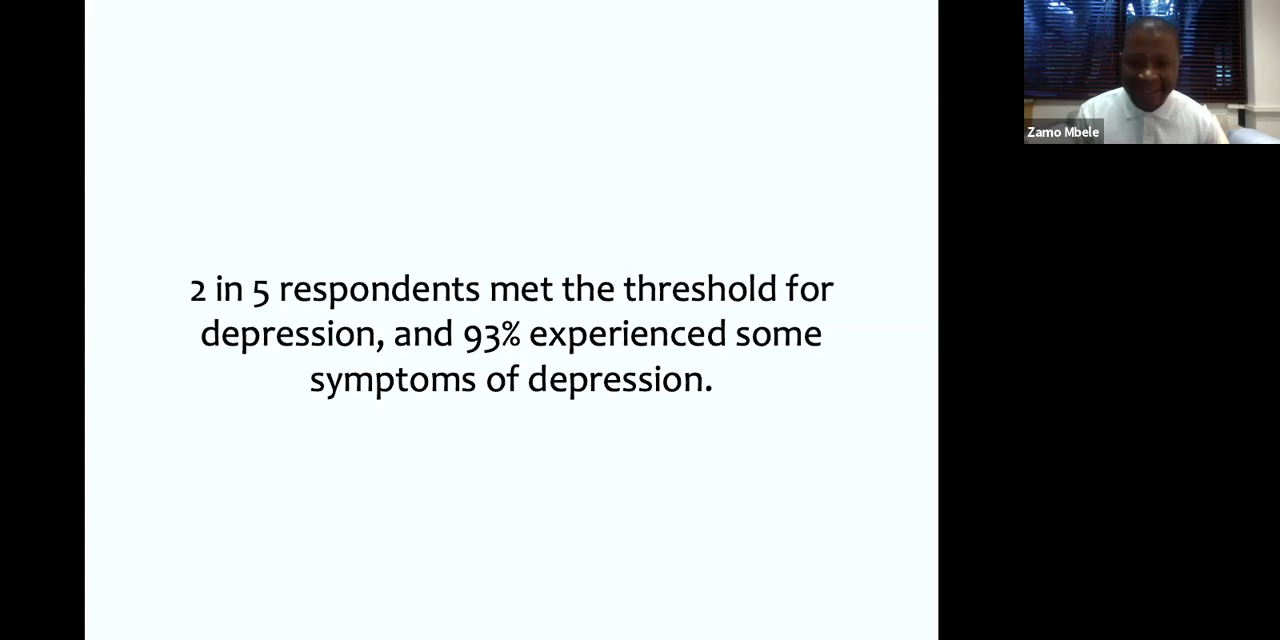 2 in 5 respondents met the threshold for
depression, and 93% experienced some
symptoms of depression.
Zamo Mbele